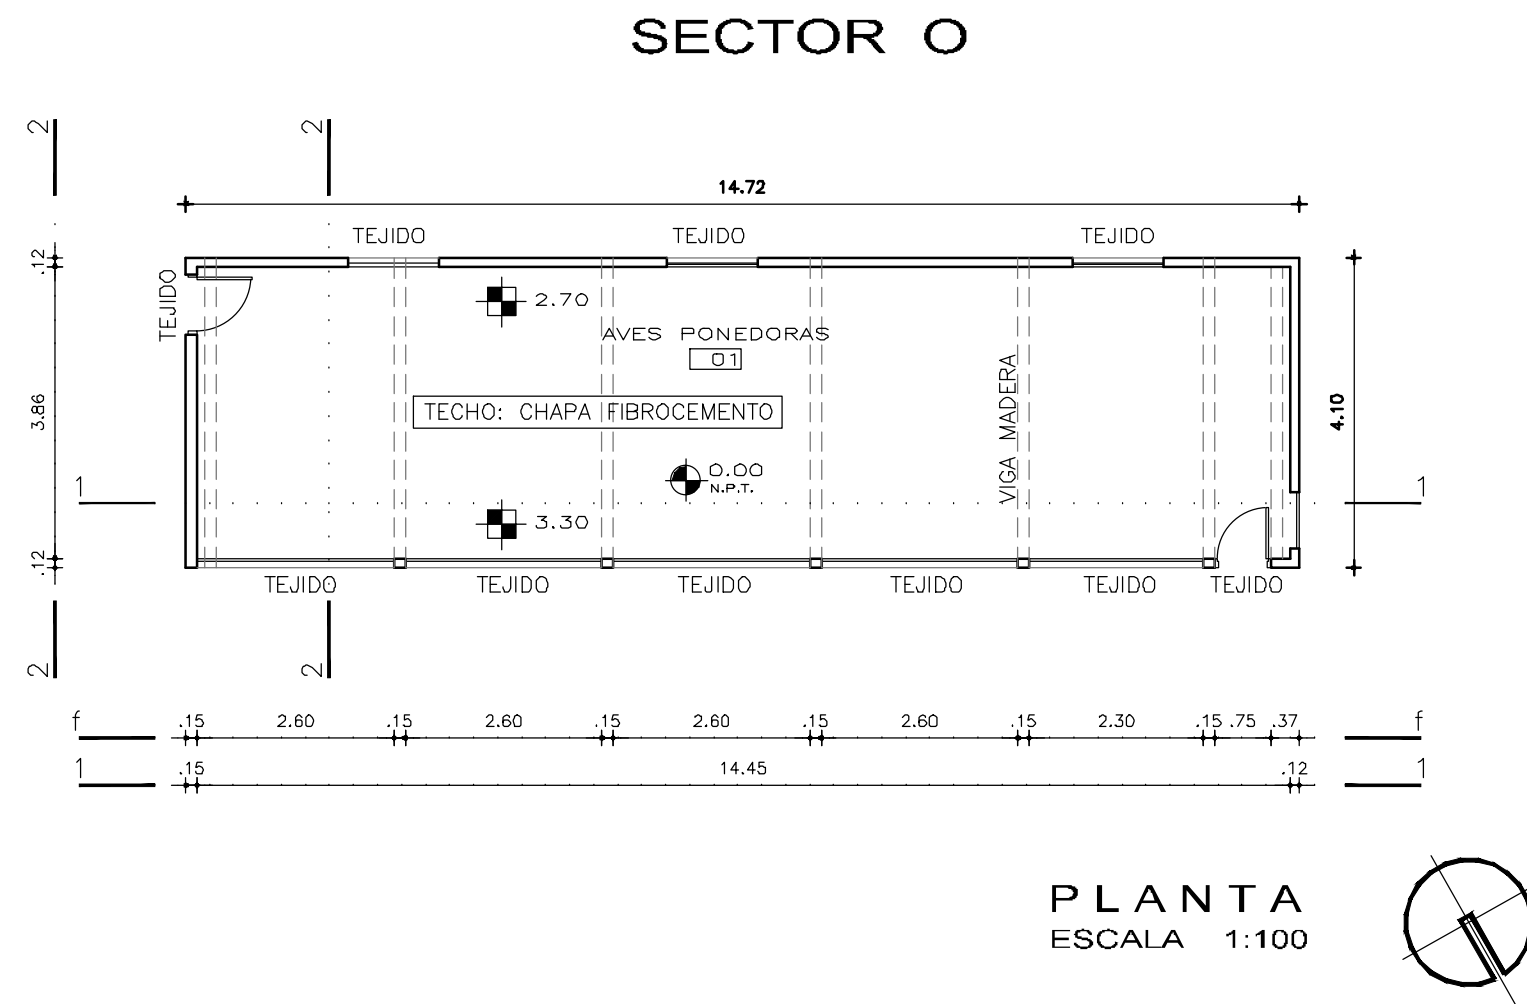 SECTOR O
2 2
14.72
TEJIDO TEJIDO TEJIDO
.12
TEJIDO
2.70
AVES PONEDORAS
01
VIGA MADERA
3.86
TECHO: CHAPA FIBROCEMENTO
4.10
0.00
N.P.T.
1 1
3.30
.12
TEJIDO TEJIDO TEJIDO TEJIDO TEJIDO TEJIDO
2 2
f .15 2.60 .15 2.60 .15 2.60 .15 2.60 .15 2.30 .15 .75 .37 f
1 .15 14.45 .12 1
PLANTA
ESCALA 1:100